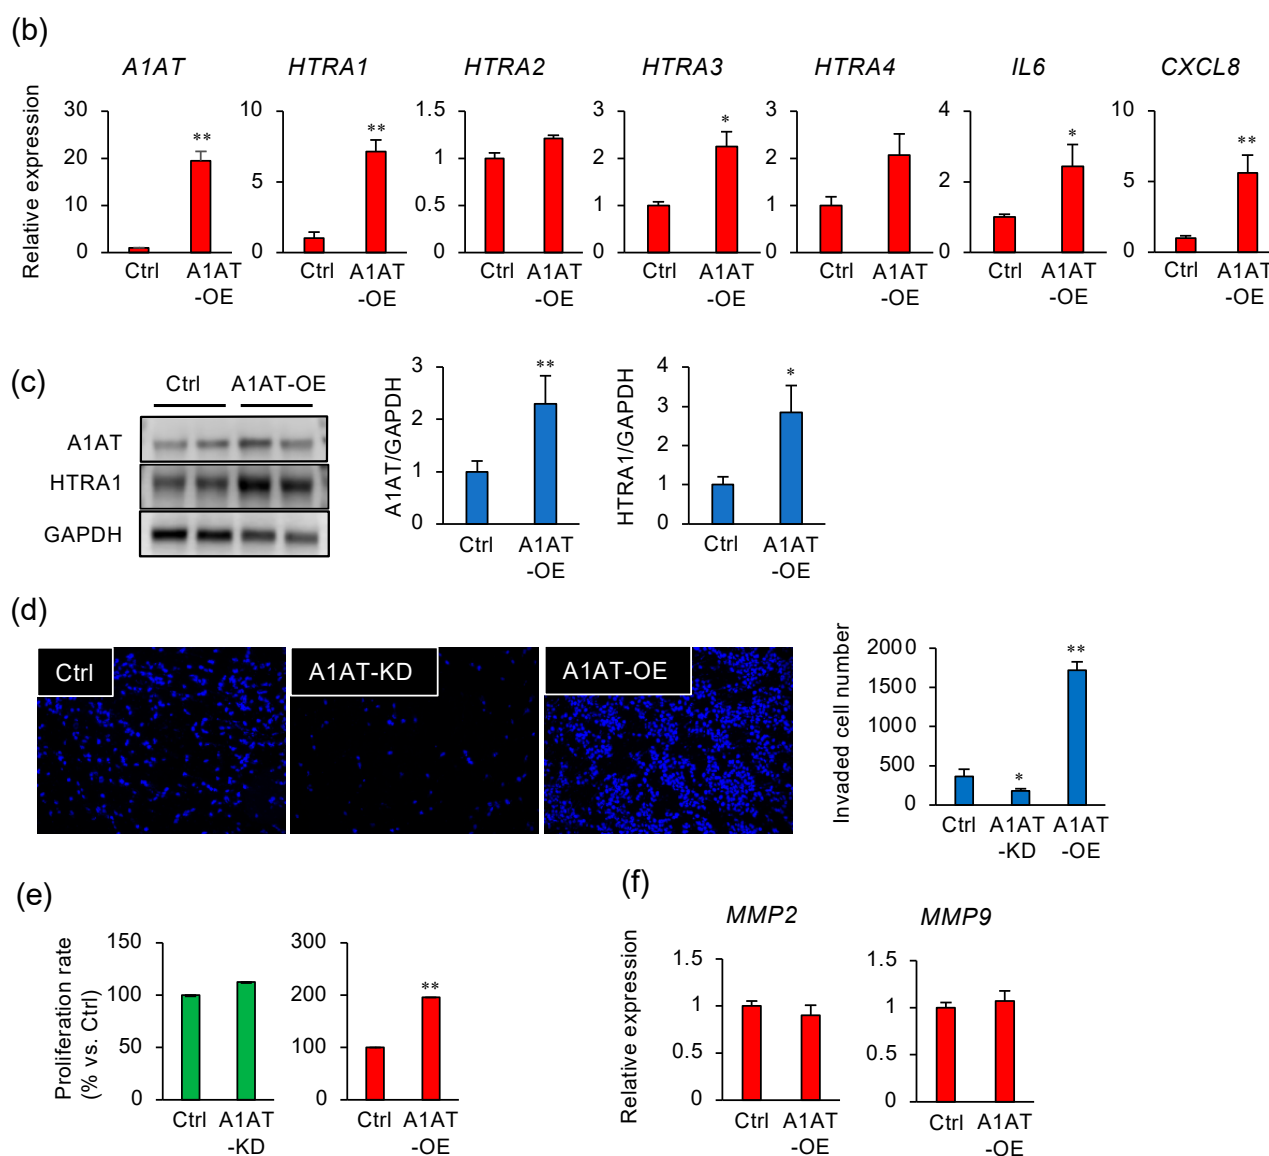 (b)
A1AT HTRA1 HTRA2 HTRA3 HTRA4 IL6 CXCL8
Relative expression
30 20 10 0
Ctrl A1AT
-OE
**
10 5 0
Ctrl A1AT
-OE
**
1.5 1 0.5 0
Ctrl A1AT
-OE
3 2 1 0
Ctrl A1AT
-OE
*
3 2 1 0
Ctrl A1AT
-OE
4 2 0
Ctrl A1AT
-OE
*
10 5 0
Ctrl A1AT
-OE
**
(c)
Ctrl A1AT-OE
A1AT
HTRA1
GAPDH
A1AT/GAPDH
3 2 1 0
**
Ctrl A1AT
-OE
HTRA1/GAPDH
4 3 2 1 0
*
Ctrl A1AT
-OE
(d)
Ctrl A1AT-KD A1AT-OE
Invaded cell number
2000 1500 1000 500 0
* **
Ctrl A1AT A1AT
-KD -OE
(e)
Proliferation rate
(% vs. Ctrl)
150 100 50 0
Ctrl A1AT
-KD
300 200 100 0
**
Ctrl A1AT
-OE
(f)
MMP2 MMP9
Relative expression
1.5 1 0.5 0
Ctrl A1AT
-OE
1.5 1 0.5 0
Ctrl A1AT
-OE